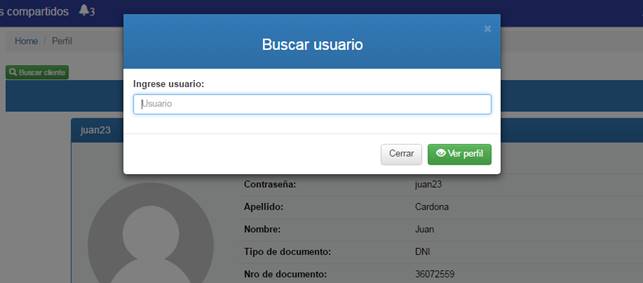 s compartidos 3
×
Buscar usuario
Home / Perfil
Buscar cliente
Ingrese usuario:
Usuario
juan23
Cerrar Ver perfil
Contraseña: juan23
Apellido: Cardona
Nombre: Juan
Tipo de documento: DNI
Nro de documento: 36072559